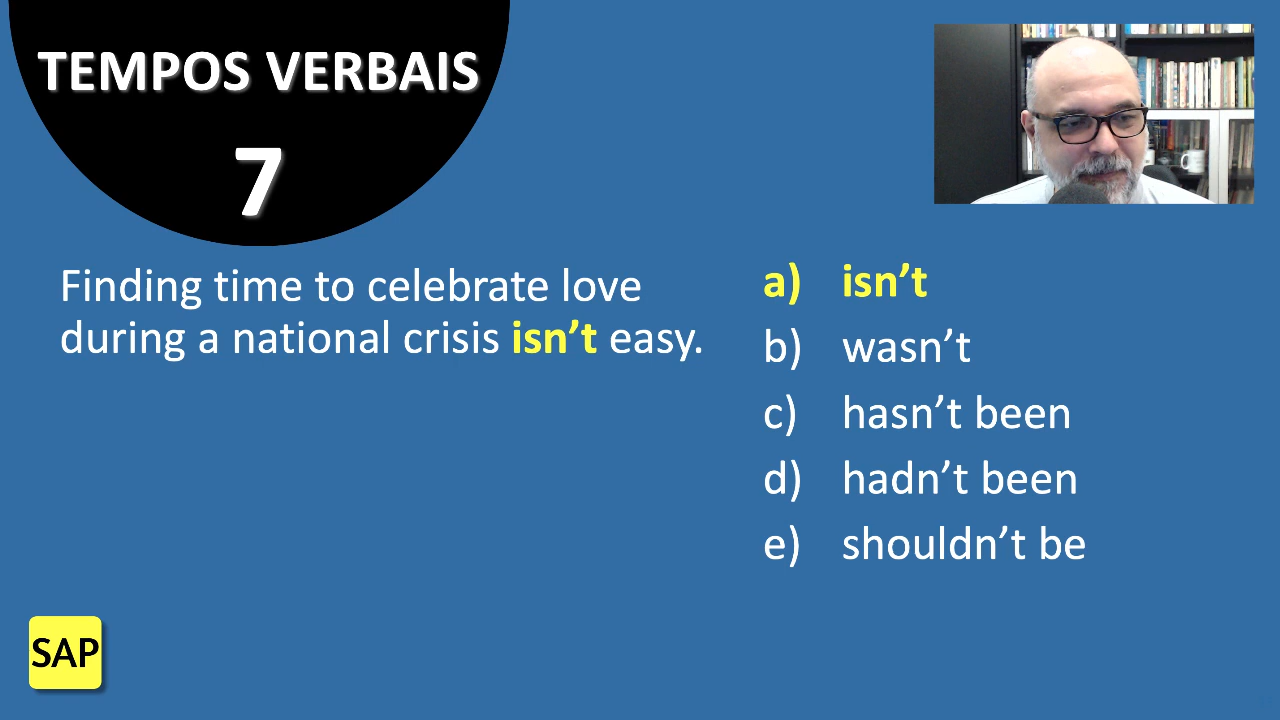 TEMPOS VERBAIS
7
Finding time to celebrate love
during a national crisis isn’t easy.
a) isn’t
b) wasn’t
c) hasn’t been
d) hadn’t been
e) shouldn’t be
SAP